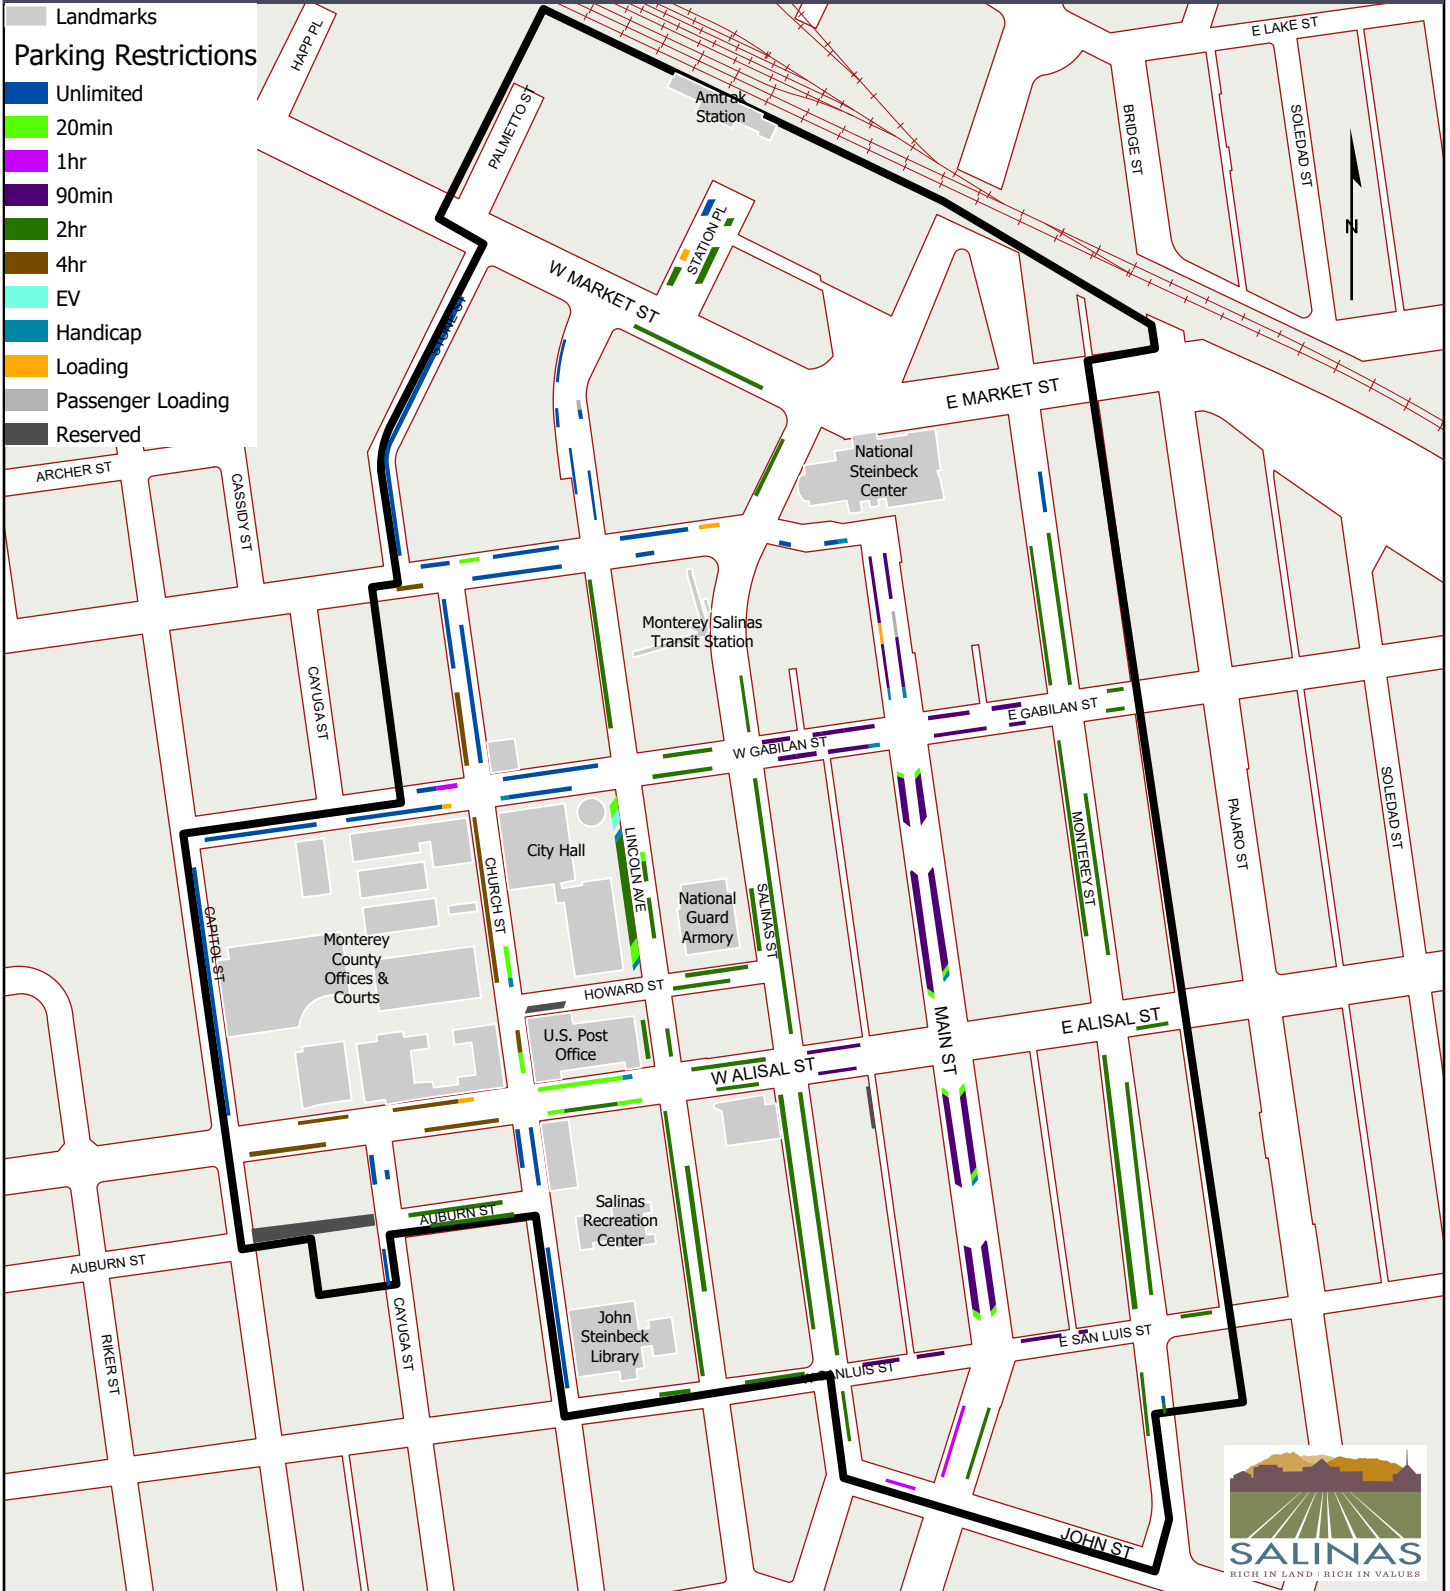 Landmarks
Parking Restrictions
Unlimited
20min
1hr
90min
2hr
4hr
EV
Handicap
Loading
Passenger Loading
Reserved
HAPP PL
PALMETTO ST
Amtrak
Station
E LAKE ST
BRIDGE ST
SOLEDAD ST
N
STATION PL
W MARKET ST
STONE ST
E MARKET ST
ARCHER ST
CASSIDY ST
National
Steinbeck
Center
Monterey Salinas
Transit Station
CAYUGA ST
E GABILAN ST
W GABILAN ST
City Hall
LINCOLN AVE
CHURCH ST
National
Guard
Armory
SALINAS ST
MONTEREY ST
PAJARO ST
SOLEDAD ST
CAPITOL ST
Monterey
County
Offices &
Courts
HOWARD ST
U.S. Post
Office
MAIN ST
E ALISAL ST
W ALISAL ST
Salinas
Recreation
Center
AUBURN ST
AUBURN ST
John
Steinbeck
Library
RIKER ST
CAYUGA ST
W SANLUIS ST
E SAN LUIS ST
JOHN ST
SALINAS
RICH IN LAND | RICH IN VALUES